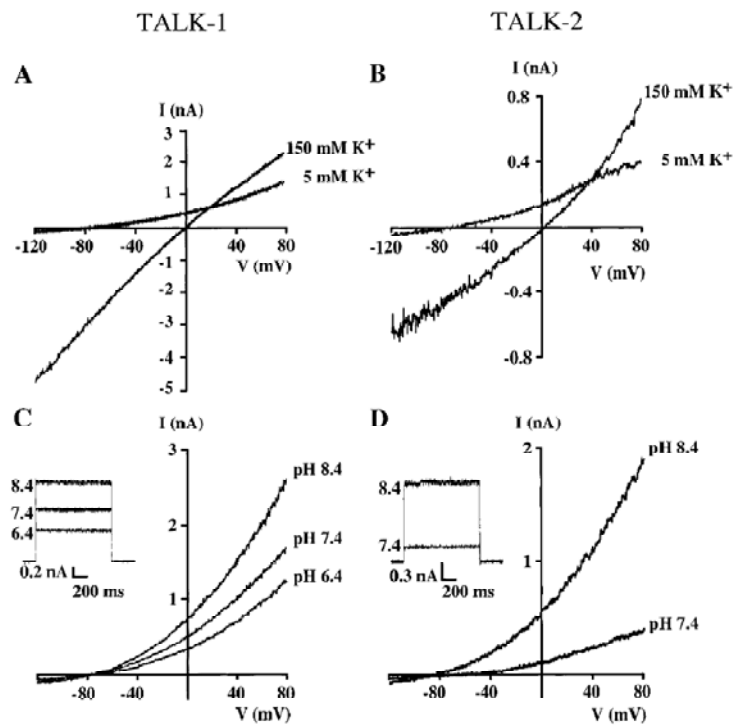 TALK-1
TALK-2
A
I (nA)
3
2
1
150 mM K+
5 mM K+
-120
-80
-40
40
80
V (mV)
-1
-2
-3
-4
-5
B
I (nA)
0.8
0.4
150 mM K+
5 mM K+
-120
-80
-40
0
40
80
V (mV)
-0.4
-0.8
C
I (nA)
3
2
1
pH 8.4
pH 7.4
pH 6.4
8.4
7.4
6.4
0.2 nA
200 ms
-80
-40
40
80
V (mV)
D
I (nA)
2
1
pH 8.4
pH 7.4
8.4
7.4
0.3 nA
200 ms
-80
-40
40
80
V (mV)